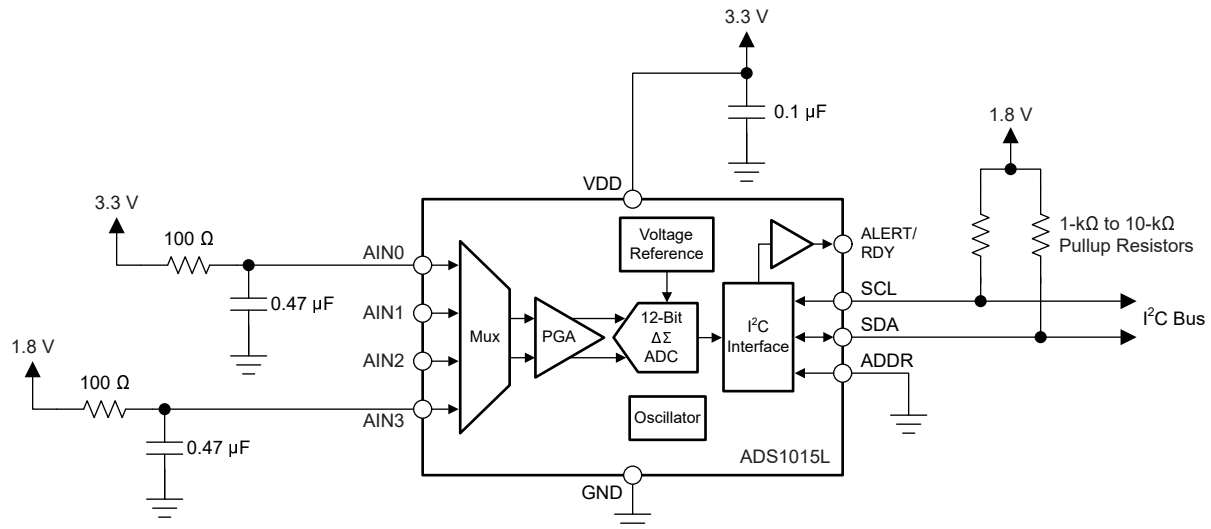 3.3 V
0.1 µF
1.8 V
VDD
3.3 V
100 Ω
1-kΩ to 10-kΩ
Pullup Resistors
Voltage
Reference
ALERT/
RDY
AIN0
0.47 µF
SCL
AIN1
Mux
PGA
12-Bit
ΔΣ
ADC
I²C
Interface
SDA
I²C Bus
1.8 V
AIN2
ADDR
100 Ω
AIN3
Oscillator
0.47 µF
ADS1015L
GND